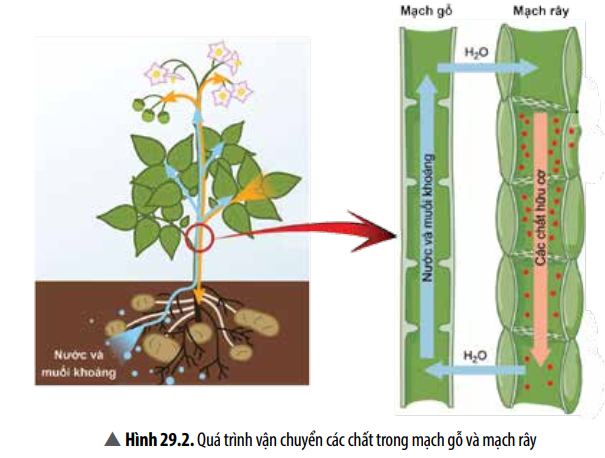 Mạch gỗ
Mạch rây
H₂O
Nước và muối khoáng
Các chất hữu cơ
H₂O
Nước và
muối khoáng
▲ Hình 29.2. Quá trình vận chuyển các chất trong mạch gỗ và mạch rây